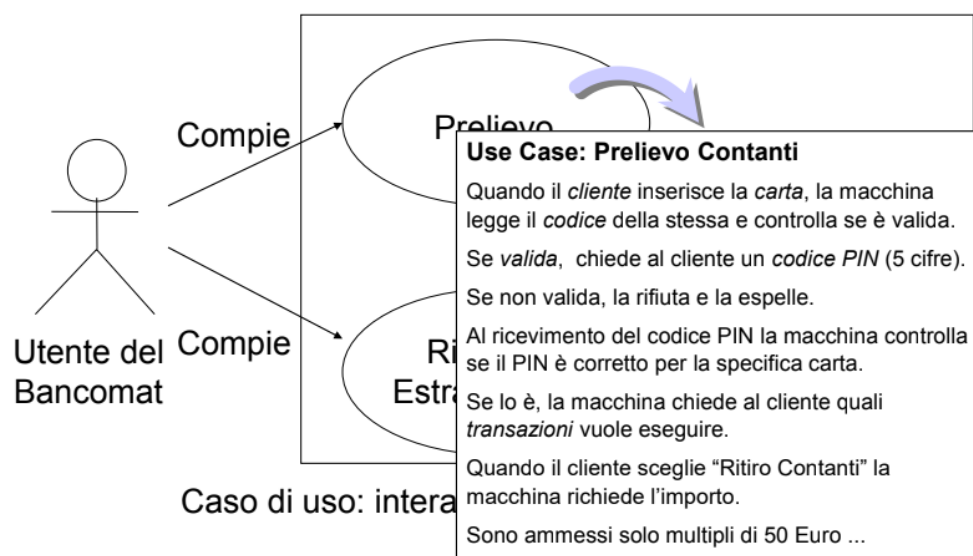 Compie
Prelievo
Utente del
Bancomat
Compie
Caso di uso:
Use Case: Prelievo Contanti
Quando il cliente inserisce la carta, la macchina
legge il codice della stessa e controlla se è valida.
Se valida, chiede al cliente un codice PIN (5 cifre).
Se non valida, la rifiuta e la espelle.
Al ricevimento del codice PIN la macchina controlla
se il PIN è corretto per la specifica carta.
Se lo è, la macchina chiede al cliente quali
transazioni vuole eseguire.
Quando il cliente sceglie “Ritiro Contanti” la
macchina richiede l’importo.
Sono ammessi solo multipli di 50 Euro ...